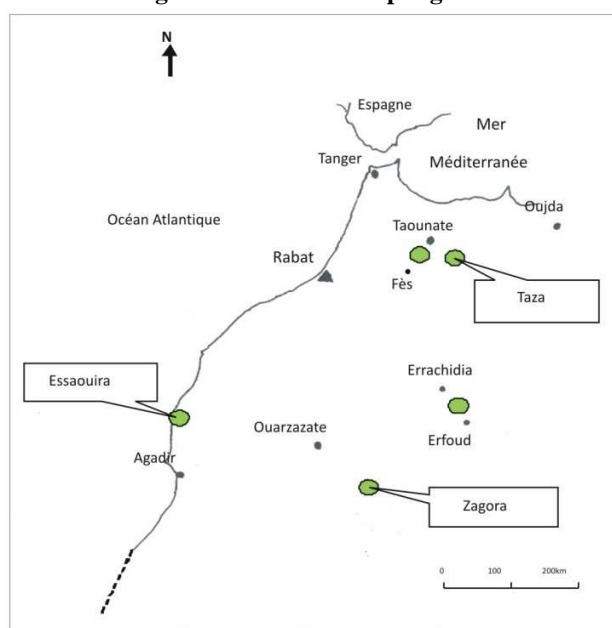 N
Espagne
Mer
Tanger
Méditerranée
Océan Atlantique
Oujda
Taounate
Rabat
Fès
Taza
Errachidia
Essaouira
Ouarzazate
Erfoud
Agadir
Zagora
0 100 200km